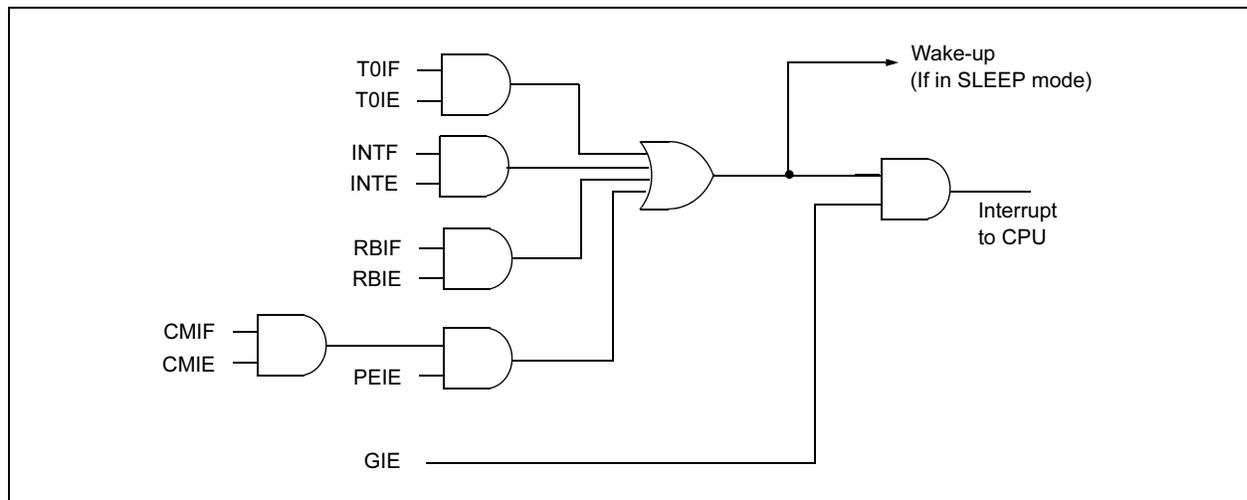 T0IF
T0IE
INTF
INTE
RBIF
RBIE
CMIF
CMIE
PEIE
GIE
Wake-up
(If in SLEEP mode)
Interrupt
to CPU